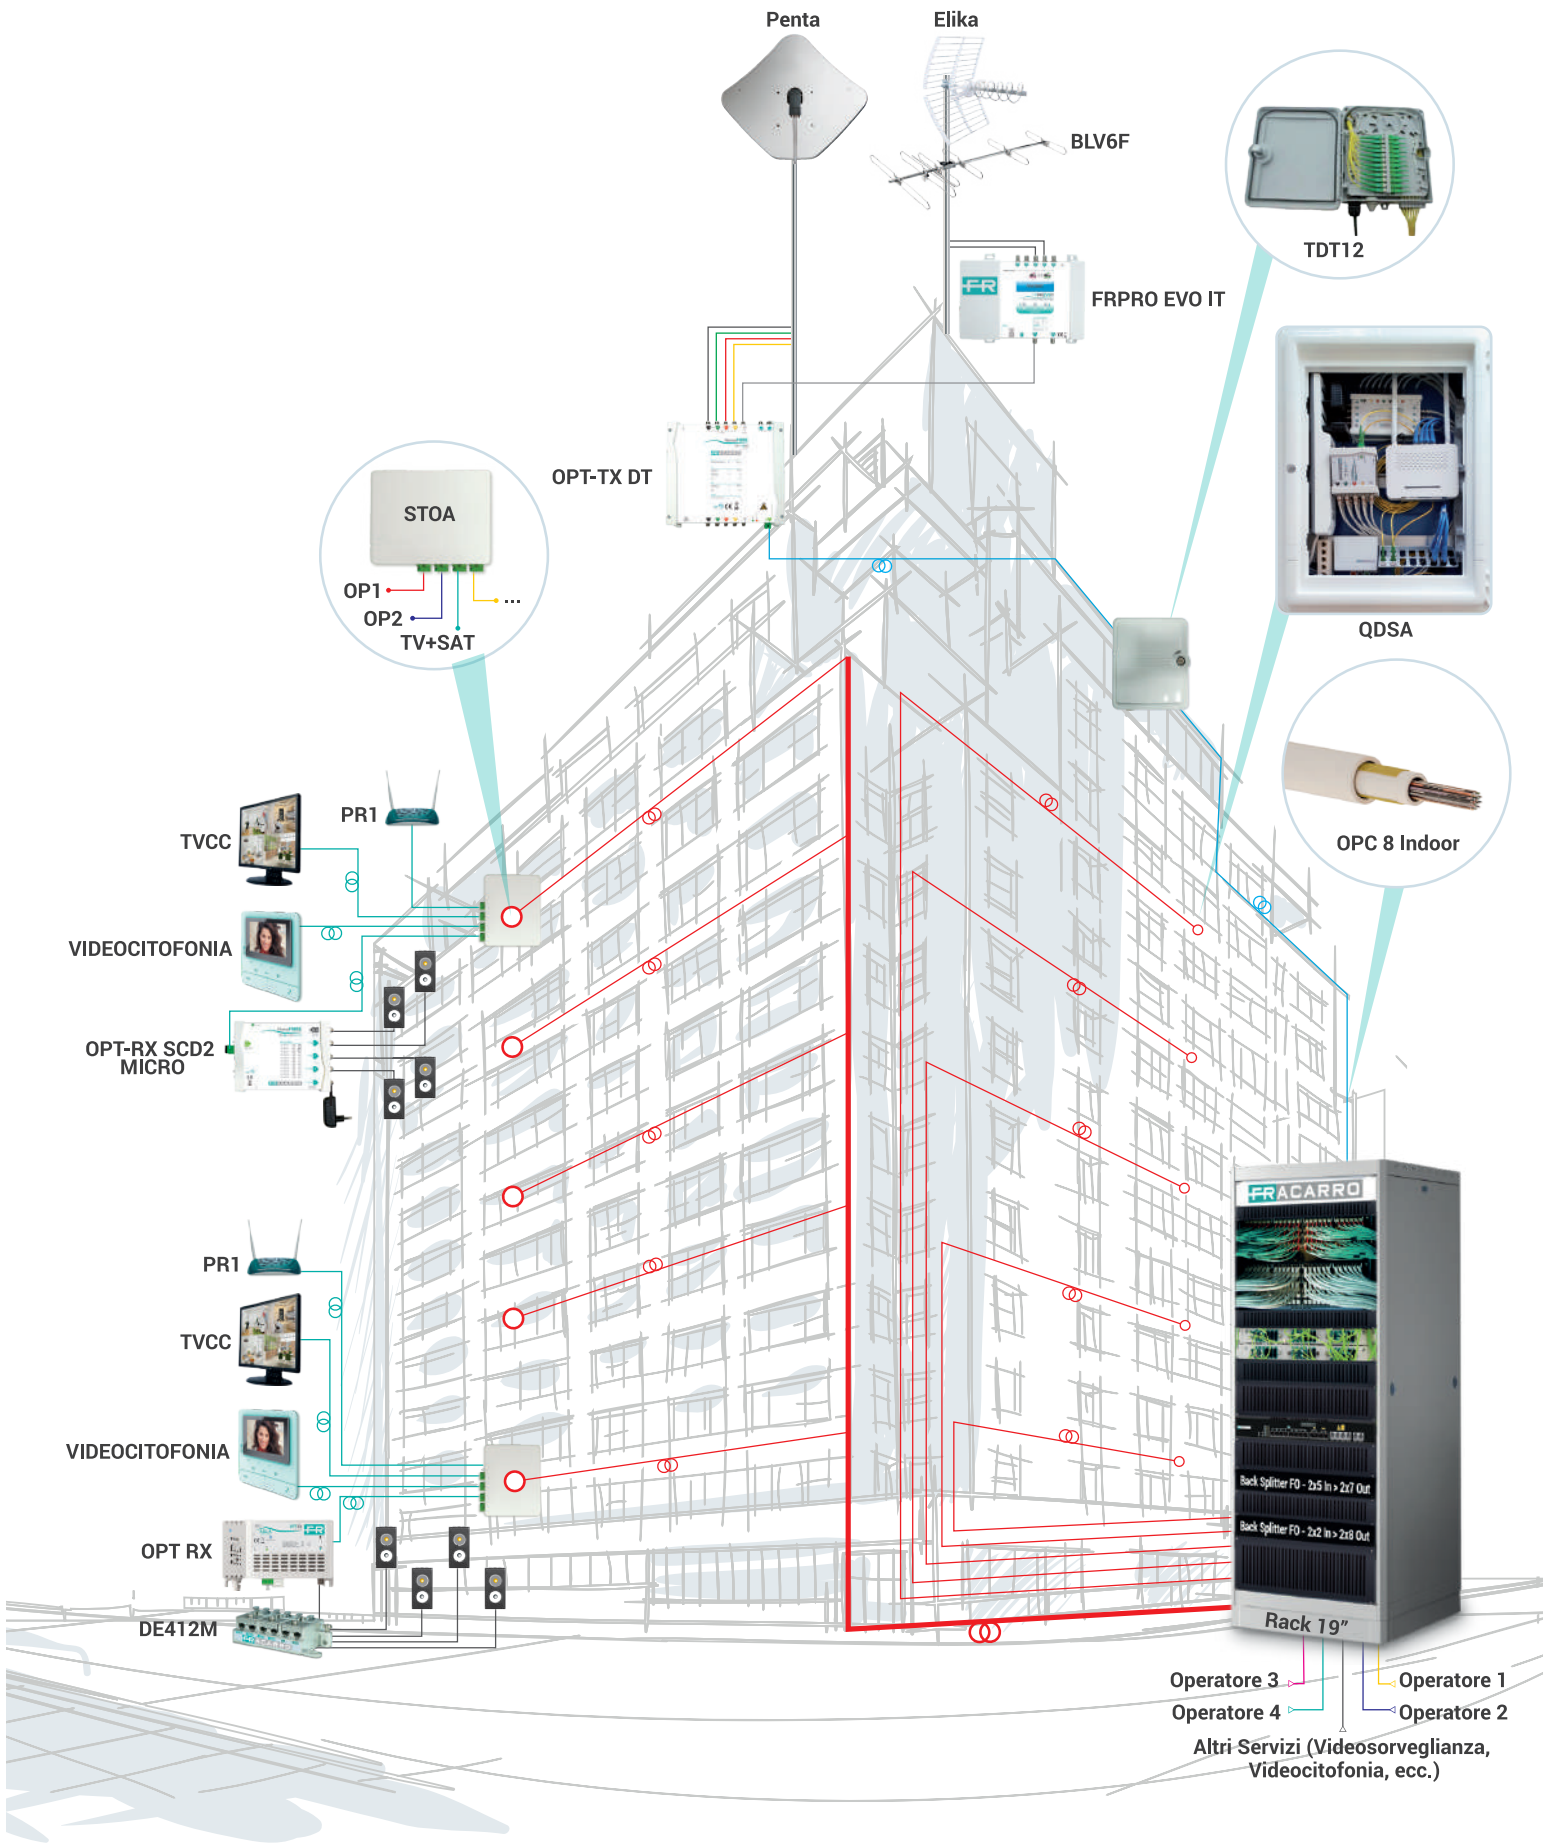 Penta
Elika
BLV6F
TDT12
FRPRO EVO IT
FR
OPT-TX DT
STOA
OP1
OP2
...
TV+SAT
QDSA
OPC 8 Indoor
PR1
TVCC
VIDEOCITOFONIA
OPT-RX SCD2
MICRO
FRACARRO
PR1
TVCC
VIDEOCITOFONIA
Back Splitter FO - 2x5 In > 2x7 Out
Back Splitter FO - 2x2 In > 2x8 Out
OPT RX
FR
DE412M
Rack 19”
Operatore 3
Operatore 1
Operatore 4
Operatore 2
Altri Servizi (Videosorveglianza,
Videocitofonia, ecc.)